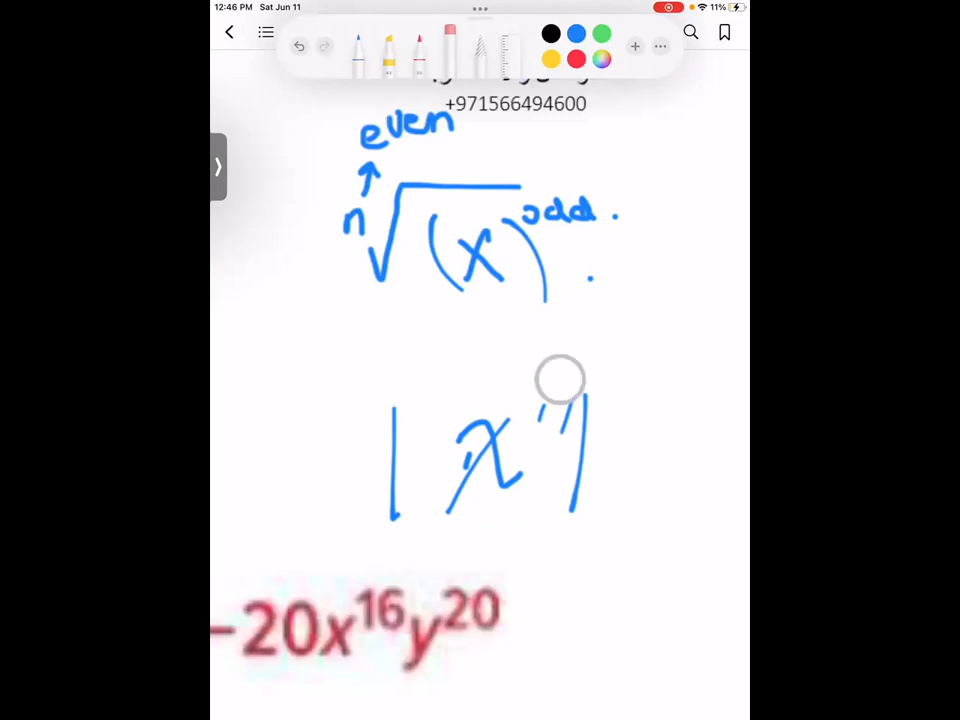 12:46 PM Sat Jun 11
11%
+971566494600
even
n√(x)^odd.
|x
-20x¹⁶y²⁰